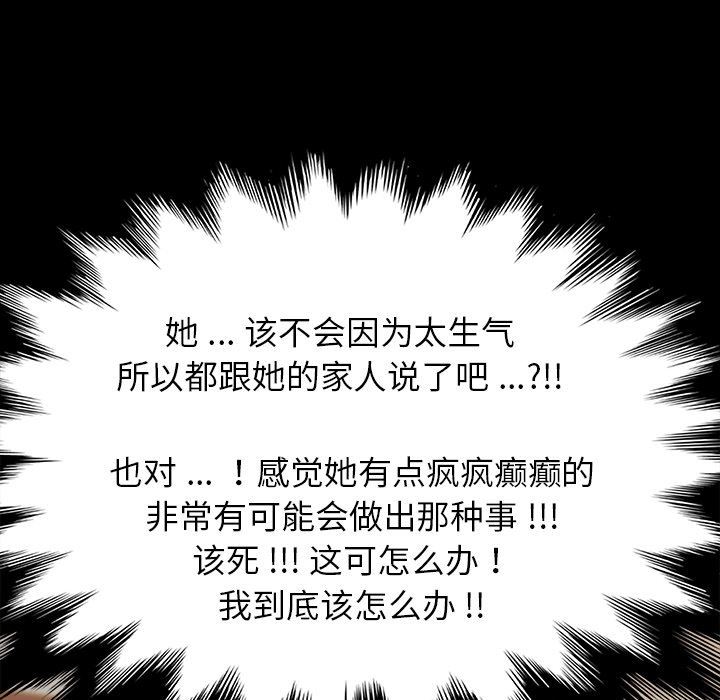 她 ... 该不会因为太生气
所以都跟她的家人说了吧 ...?!!
也对 ... ！感觉她有点疯疯癫癫的
非常有可能会做出那种事 !!!
该死 !!! 这可怎么办！
我到底该怎么办 !!